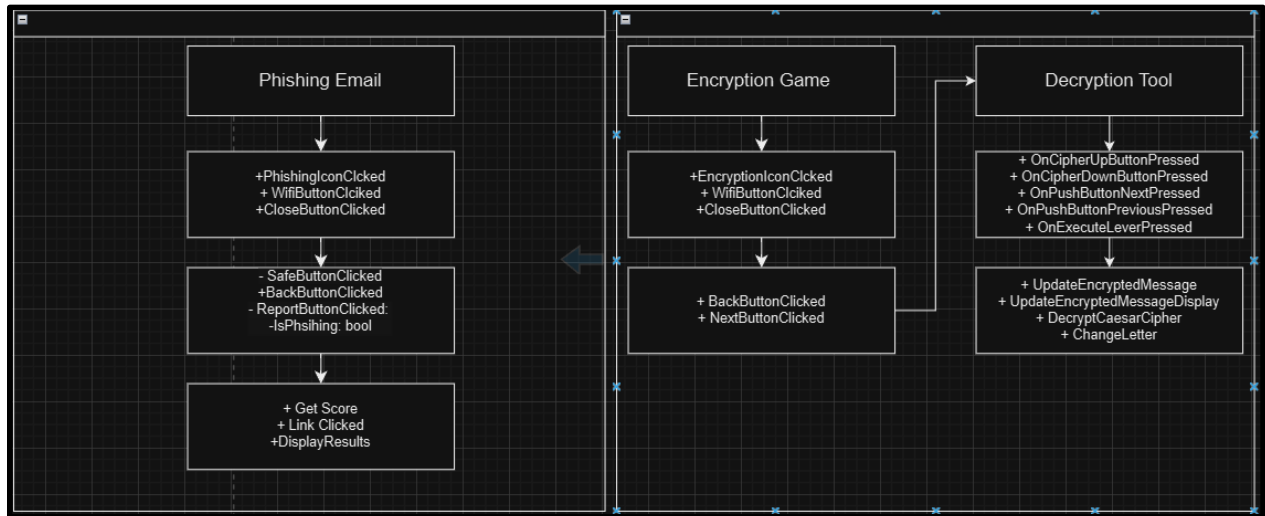 Phishing Email
+PhishingIconClcked
+ WifiButtonClciked
+CloseButtonClicked
- SafeButtonClicked
+BackButtonClicked
- ReportButtonClicked:
-IsPhsihing: bool
+ Get Score
+ Link Clicked
+DisplayResults
Encryption Game
+EncryptionIconClcked
+ WifiButtonClciked
+CloseButtonClicked
+ BackButtonClicked
+ NextButtonClicked
Decryption Tool
+ OnCipherUpButtonPressed
+ OnCipherDownButtonPressed
+ OnPushButtonNextPressed
+ OnPushButtonPreviousPressed
+ OnExecuteLeverPressed
+ UpdateEncryptedMessage
+ UpdateEncryptedMessageDisplay
+ DecryptCaesarCipher
+ ChangeLetter